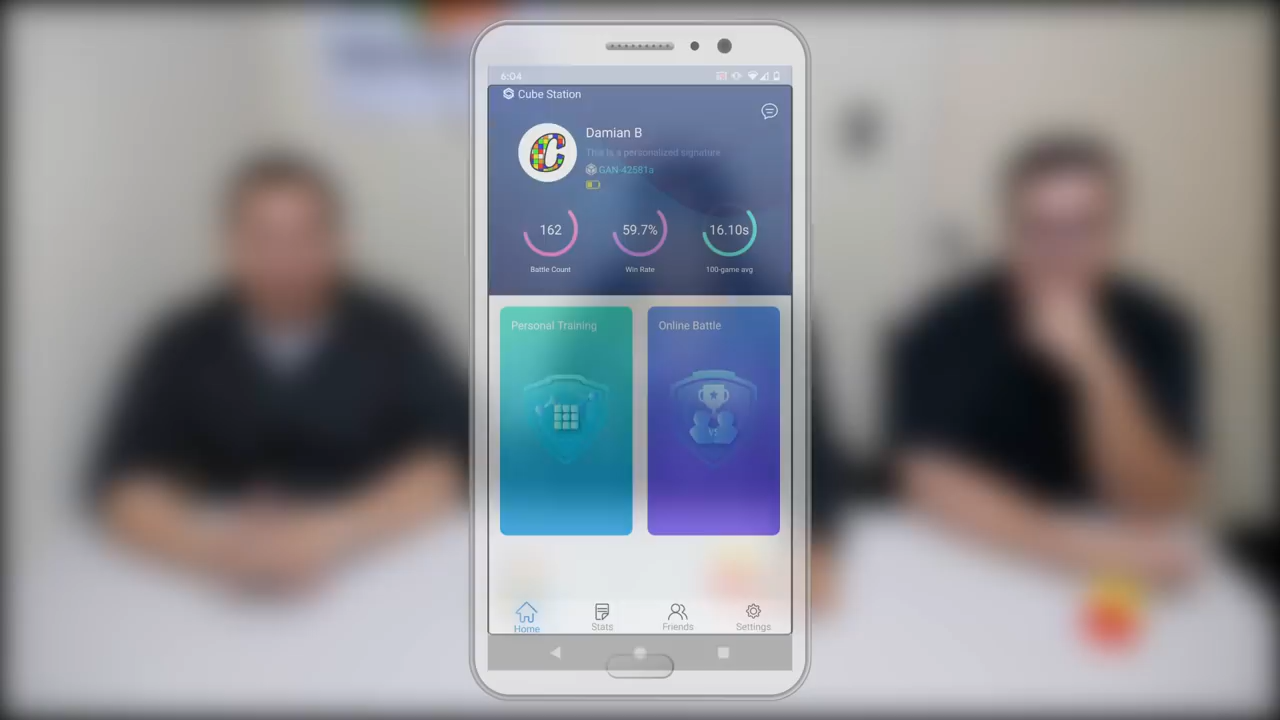 6:04
Cube Station
Damian B
This is a personalized signature
GAN-42581a
162
59.7%
16.10s
Battle Count
Win Rate
100-game avg
Personal Training
Online Battle
VS
Home
Stats
Friends
Settings